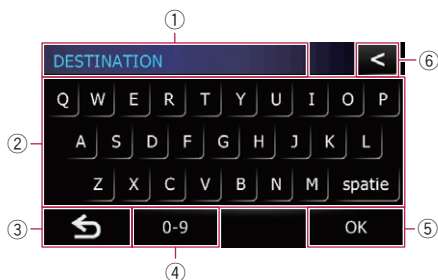 ①
DESTINATION <
⑥
Q W E R T Y U I O P
② A S D F G H J K L
Z X C V B N M spatie
③ 0-9 OK ⑤
④